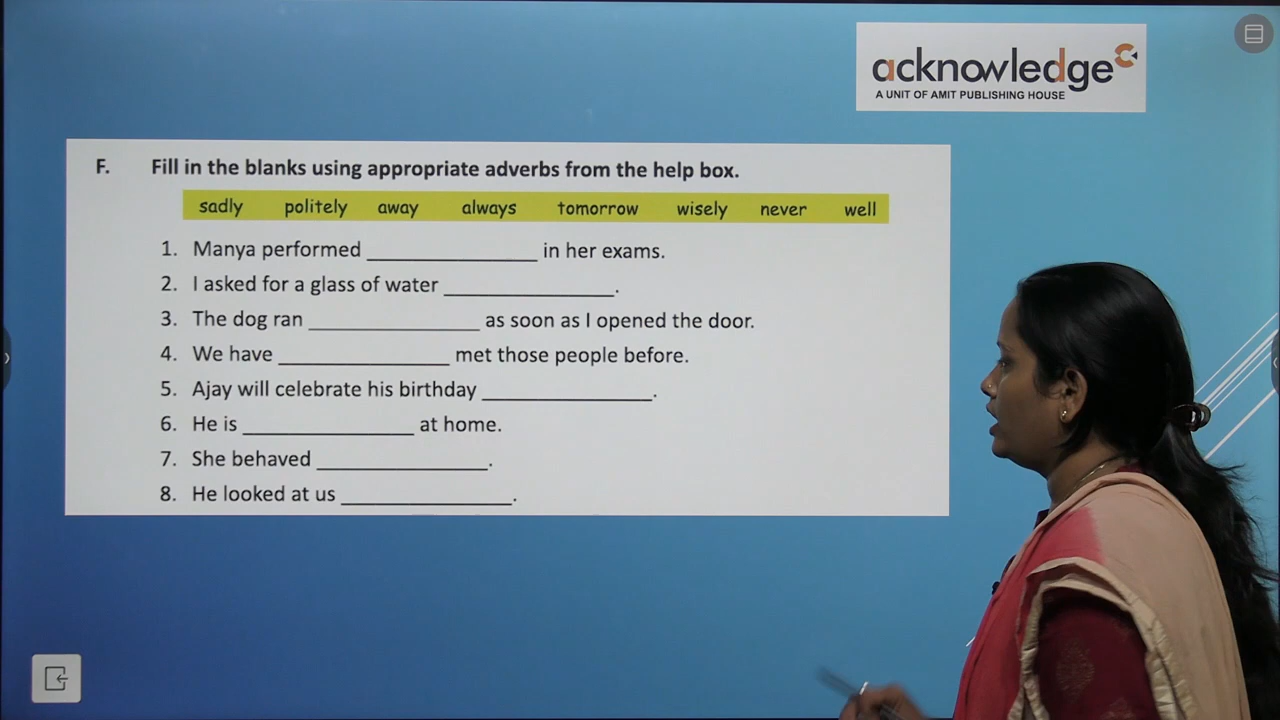 acknowledge
A UNIT OF AMIT PUBLISHING HOUSE
F. Fill in the blanks using appropriate adverbs from the help box.
sadly politely away always tomorrow wisely never well
1. Manya performed _______________ in her exams.
2. I asked for a glass of water _______________.
3. The dog ran _______________ as soon as I opened the door.
4. We have _______________ met those people before.
5. Ajay will celebrate his birthday _______________.
6. He is _______________ at home.
7. She behaved _______________.
8. He looked at us _______________.